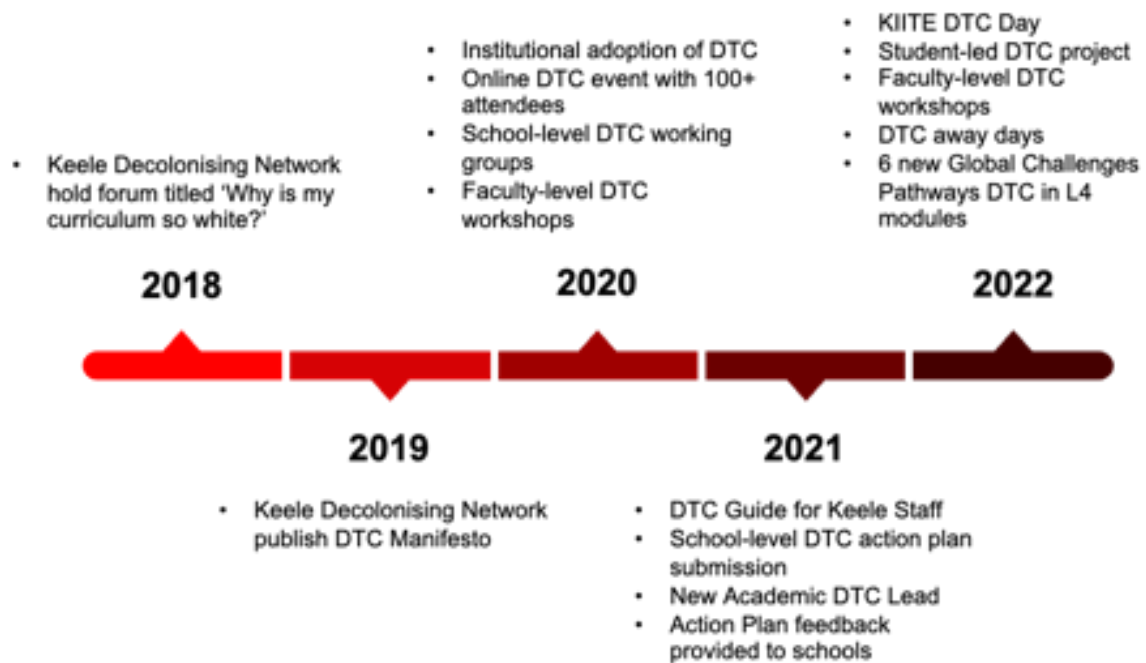 • Keele Decolonising Network
hold forum titled ‘Why is my
curriculum so white?’
2018
• Keele Decolonising Network
publish DTC Manifesto
2019
• Institutional adoption of DTC
• Online DTC event with 100+
attendees
• School-level DTC working
groups
• Faculty-level DTC
workshops
2020
2021
• DTC Guide for Keele Staff
• School-level DTC action plan
submission
• New Academic DTC Lead
• Action Plan feedback
provided to schools
• KIITE DTC Day
• Student-led DTC project
• Faculty-level DTC
workshops
• DTC away days
• 6 new Global Challenges
Pathways DTC in L4
modules
2022